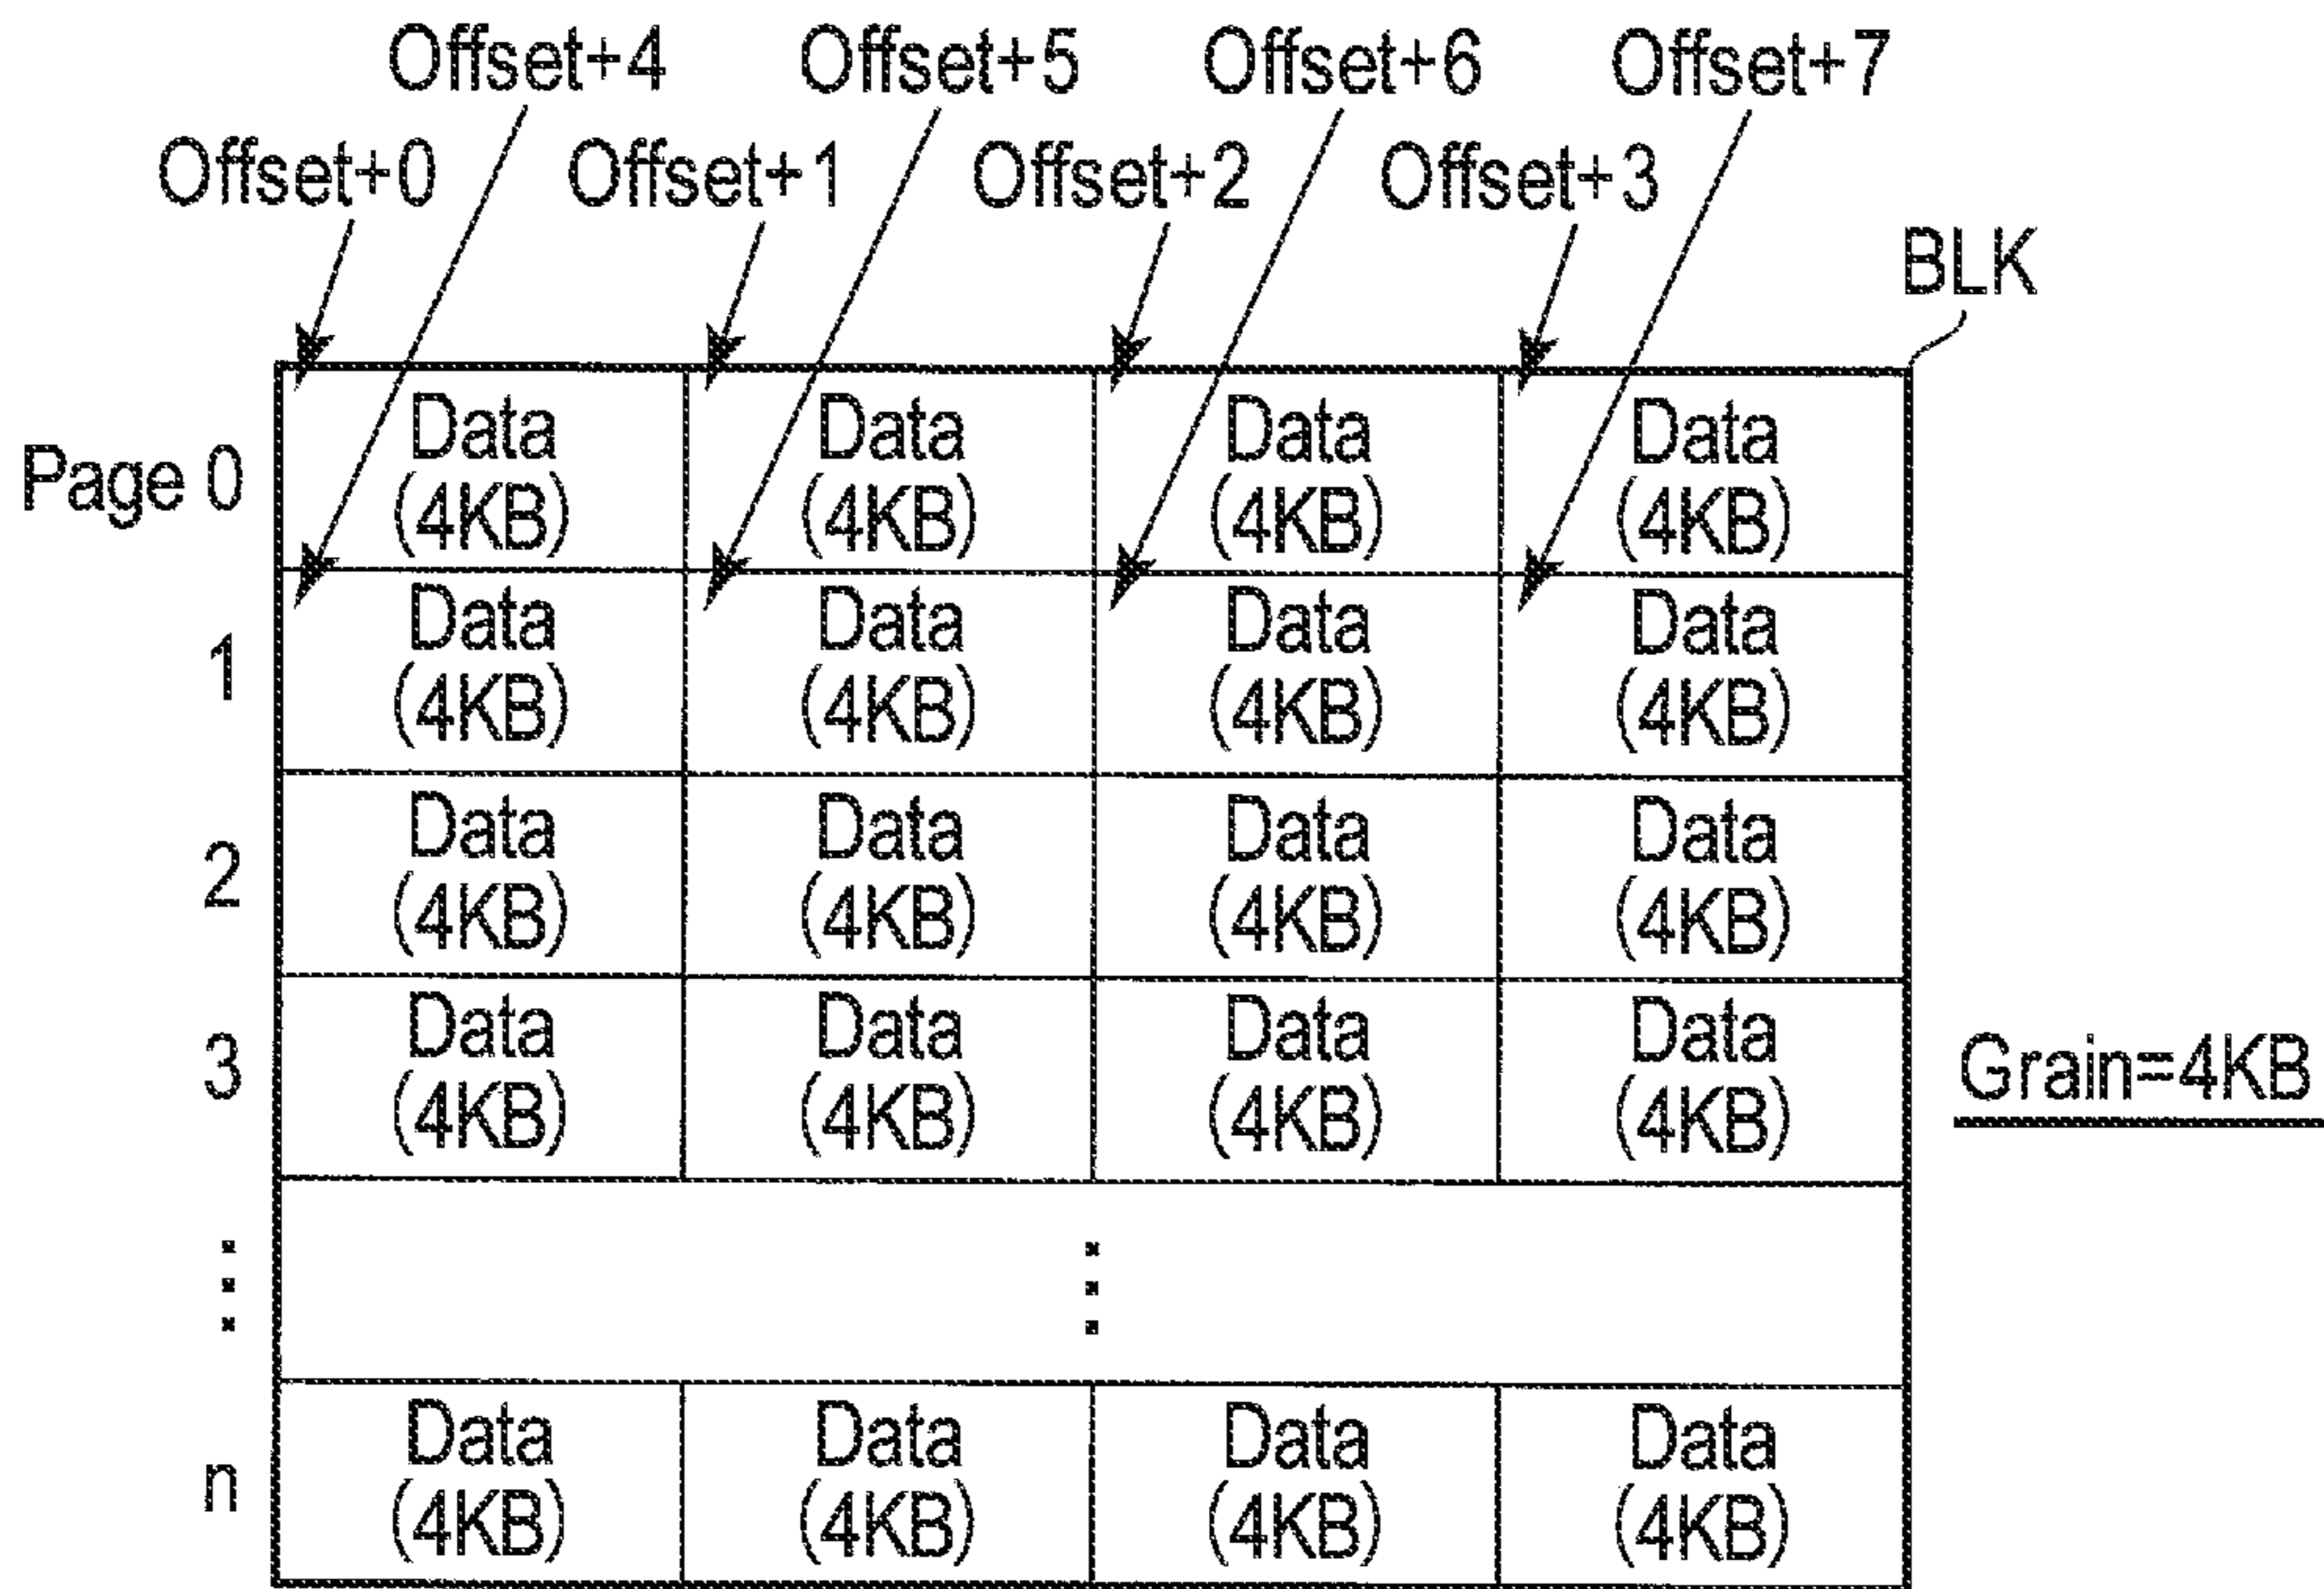 Offset+4 Offset+5 Offset+6 Offset+7
Offset+0 Offset+1 Offset+2 Offset+3
BLK
Page 0 Data Data Data Data
(4KB) (4KB) (4KB) (4KB)
1 Data Data Data Data
(4KB) (4KB) (4KB) (4KB)
2 Data Data Data Data
(4KB) (4KB) (4KB) (4KB)
3 Data Data Data Data
(4KB) (4KB) (4KB) (4KB)
Grain=4KB
n Data Data Data Data
(4KB) (4KB) (4KB) (4KB)